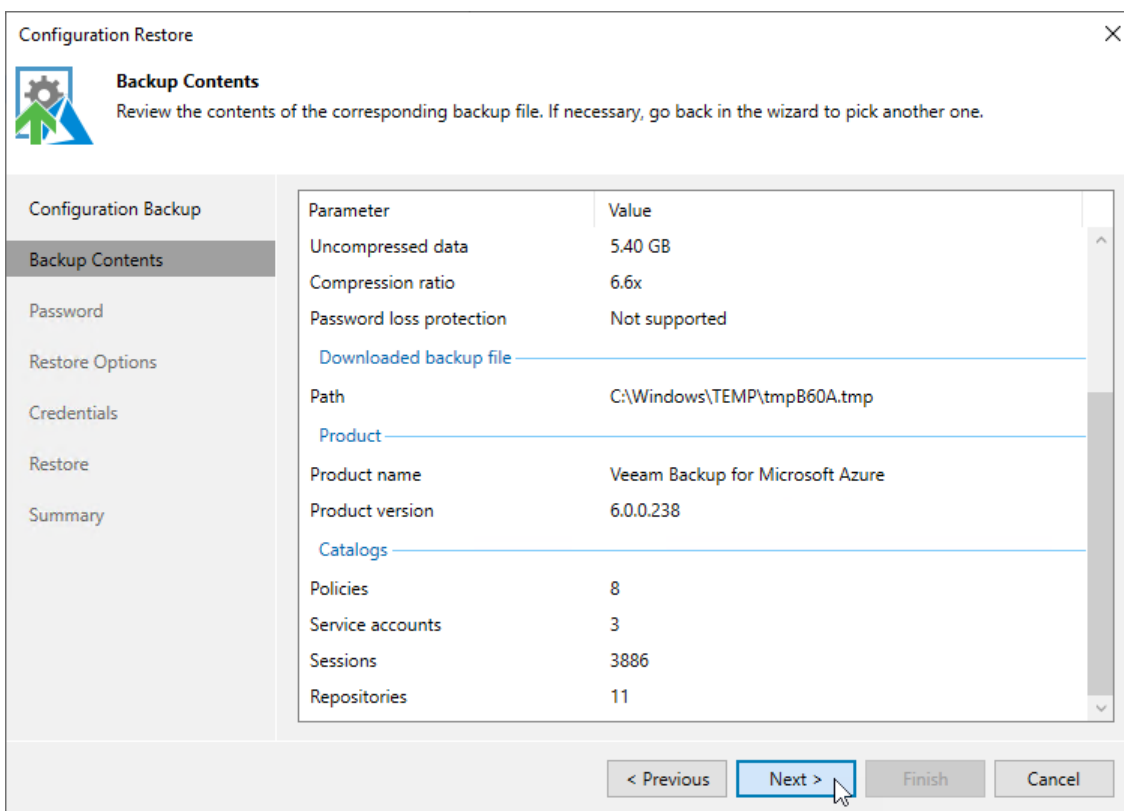 Configuration Restore
Backup Contents
Review the contents of the corresponding backup file. If necessary, go back in the wizard to pick another one.
Configuration Backup
Backup Contents
Password
Restore Options
Credentials
Restore
Summary
Parameter Value
Uncompressed data 5.40 GB
Compression ratio 6.6x
Password loss protection Not supported
Downloaded backup file
Path C:\Windows\TEMP\tmpB60A.tmp
Product
Product name Veeam Backup for Microsoft Azure
Product version 6.0.0.238
Catalogs
Policies 8
Service accounts 3
Sessions 3886
Repositories 11
< Previous Next > Finish Cancel